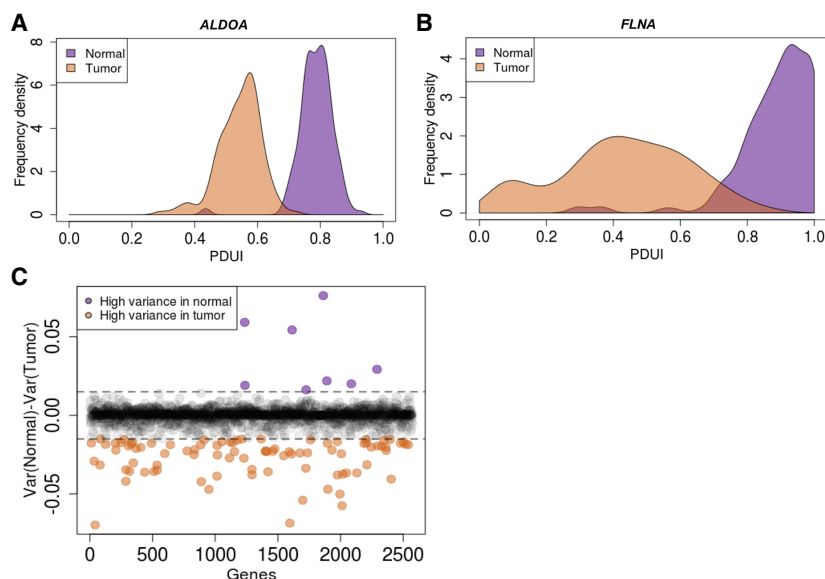 A
ALDOA
Normal
Tumor
Frequency density
8
6
4
2
0
0.0 0.2 0.4 0.6 0.8 1.0
PDUI
B
FLNA
Normal
Tumor
Frequency density
4
3
2
1
0
0.0 0.2 0.4 0.6 0.8 1.0
PDUI
C
High variance in normal
High variance in tumor
Var(Normal)-Var(Tumor)
0.05
0.00
-0.05
0 500 1000 1500 2000 2500
Genes